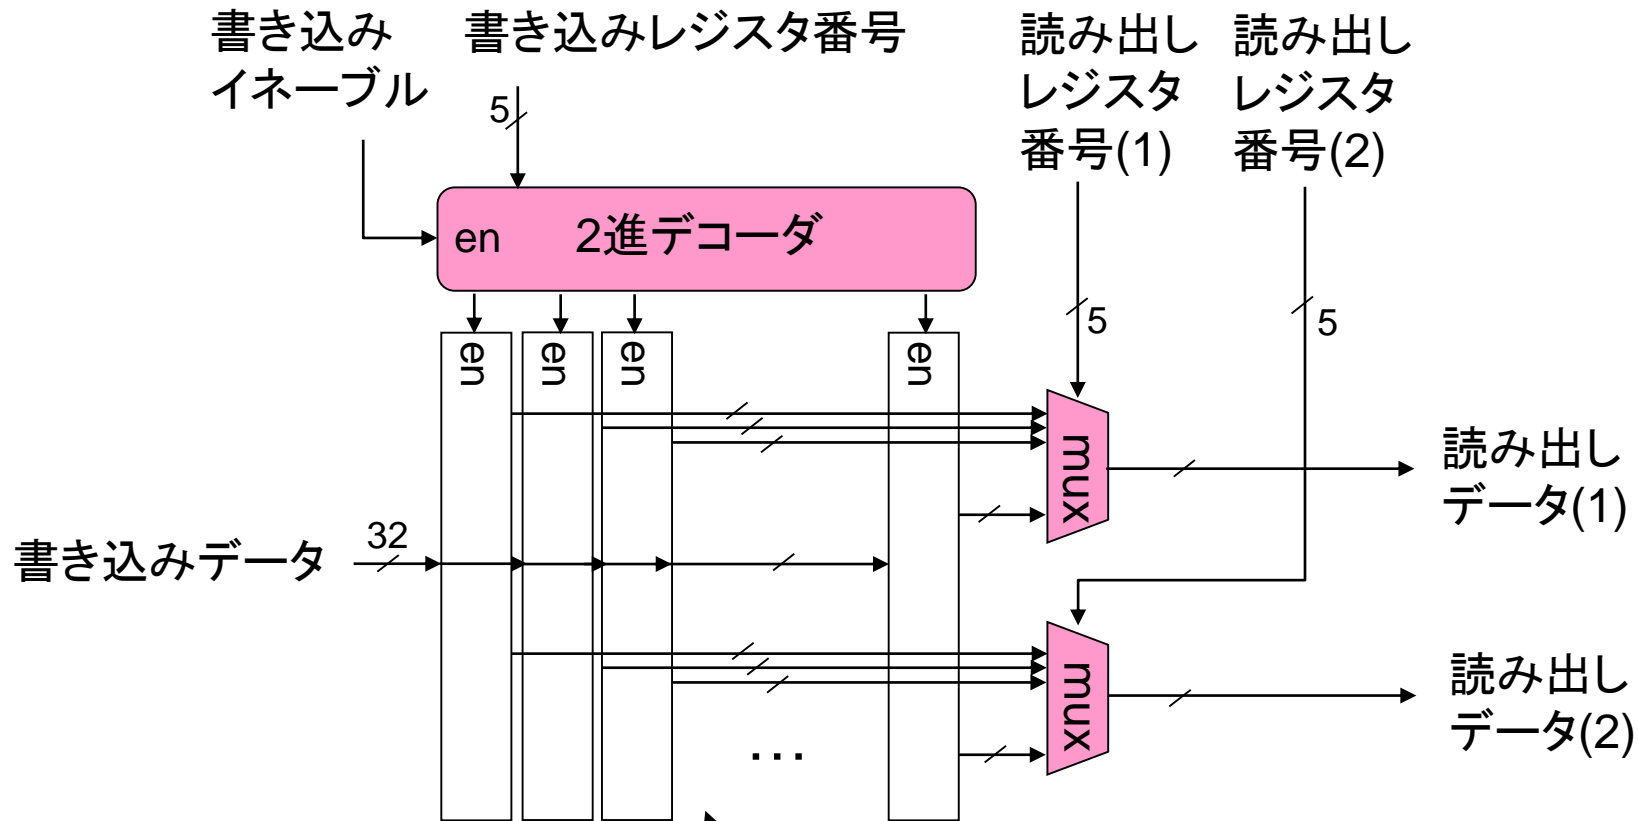 書き込み
イネーブル
書き込みレジスタ番号
読み出し
レジスタ
番号(1)
読み出し
レジスタ
番号(2)
5
en 2進デコーダ
5
5
en
en
en
en
mux
読み出し
データ(1)
書き込みデータ
32
mux
読み出し
データ(2)
...